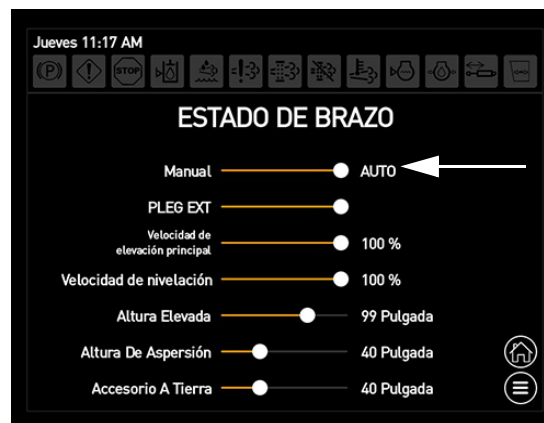 Jueves 11:17 AM
(P) STOP
ESTADO DE BRAZO
Manual AUTO
PLEG EXT
Velocidad de
elevación principal 100 %
Velocidad de nivelación 100 %
Altura Elevada 99 Pulgada
Altura De Aspersión 40 Pulgada
Accesorio A Tierra 40 Pulgada